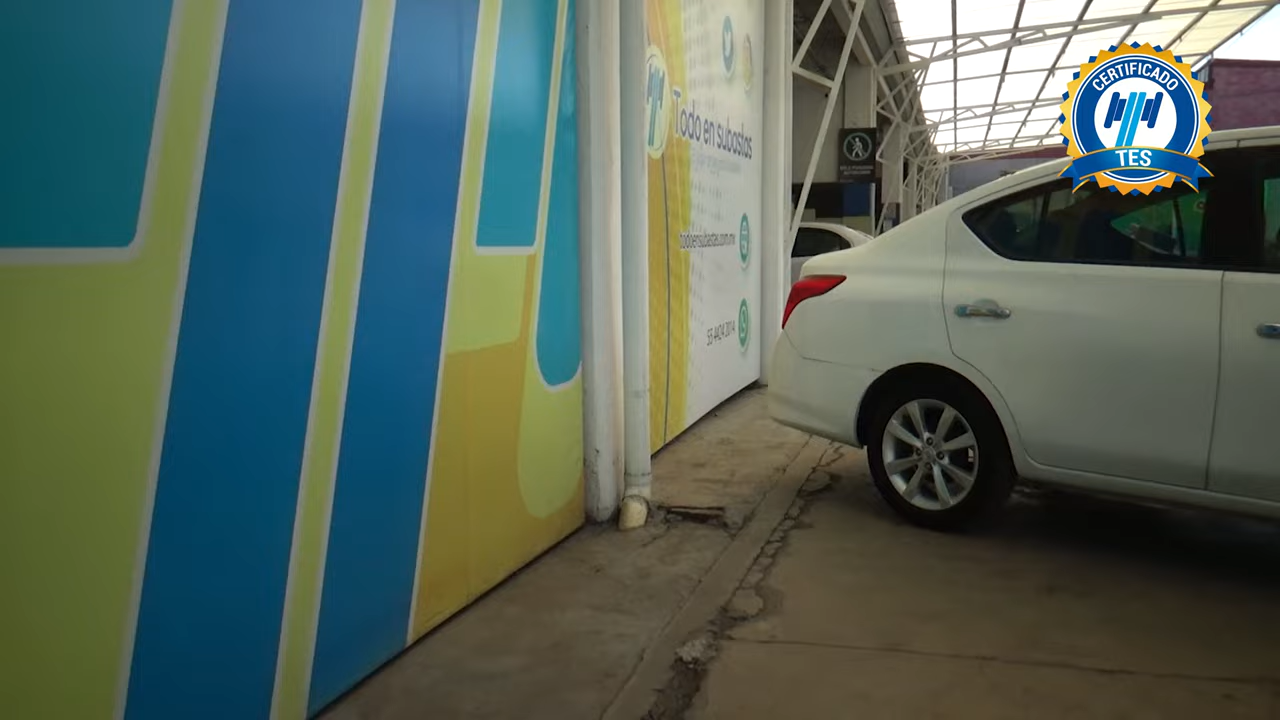 CERTIFICADO
TES
Todo en subastas
todoensubastas.com.mx
55 4424 2014